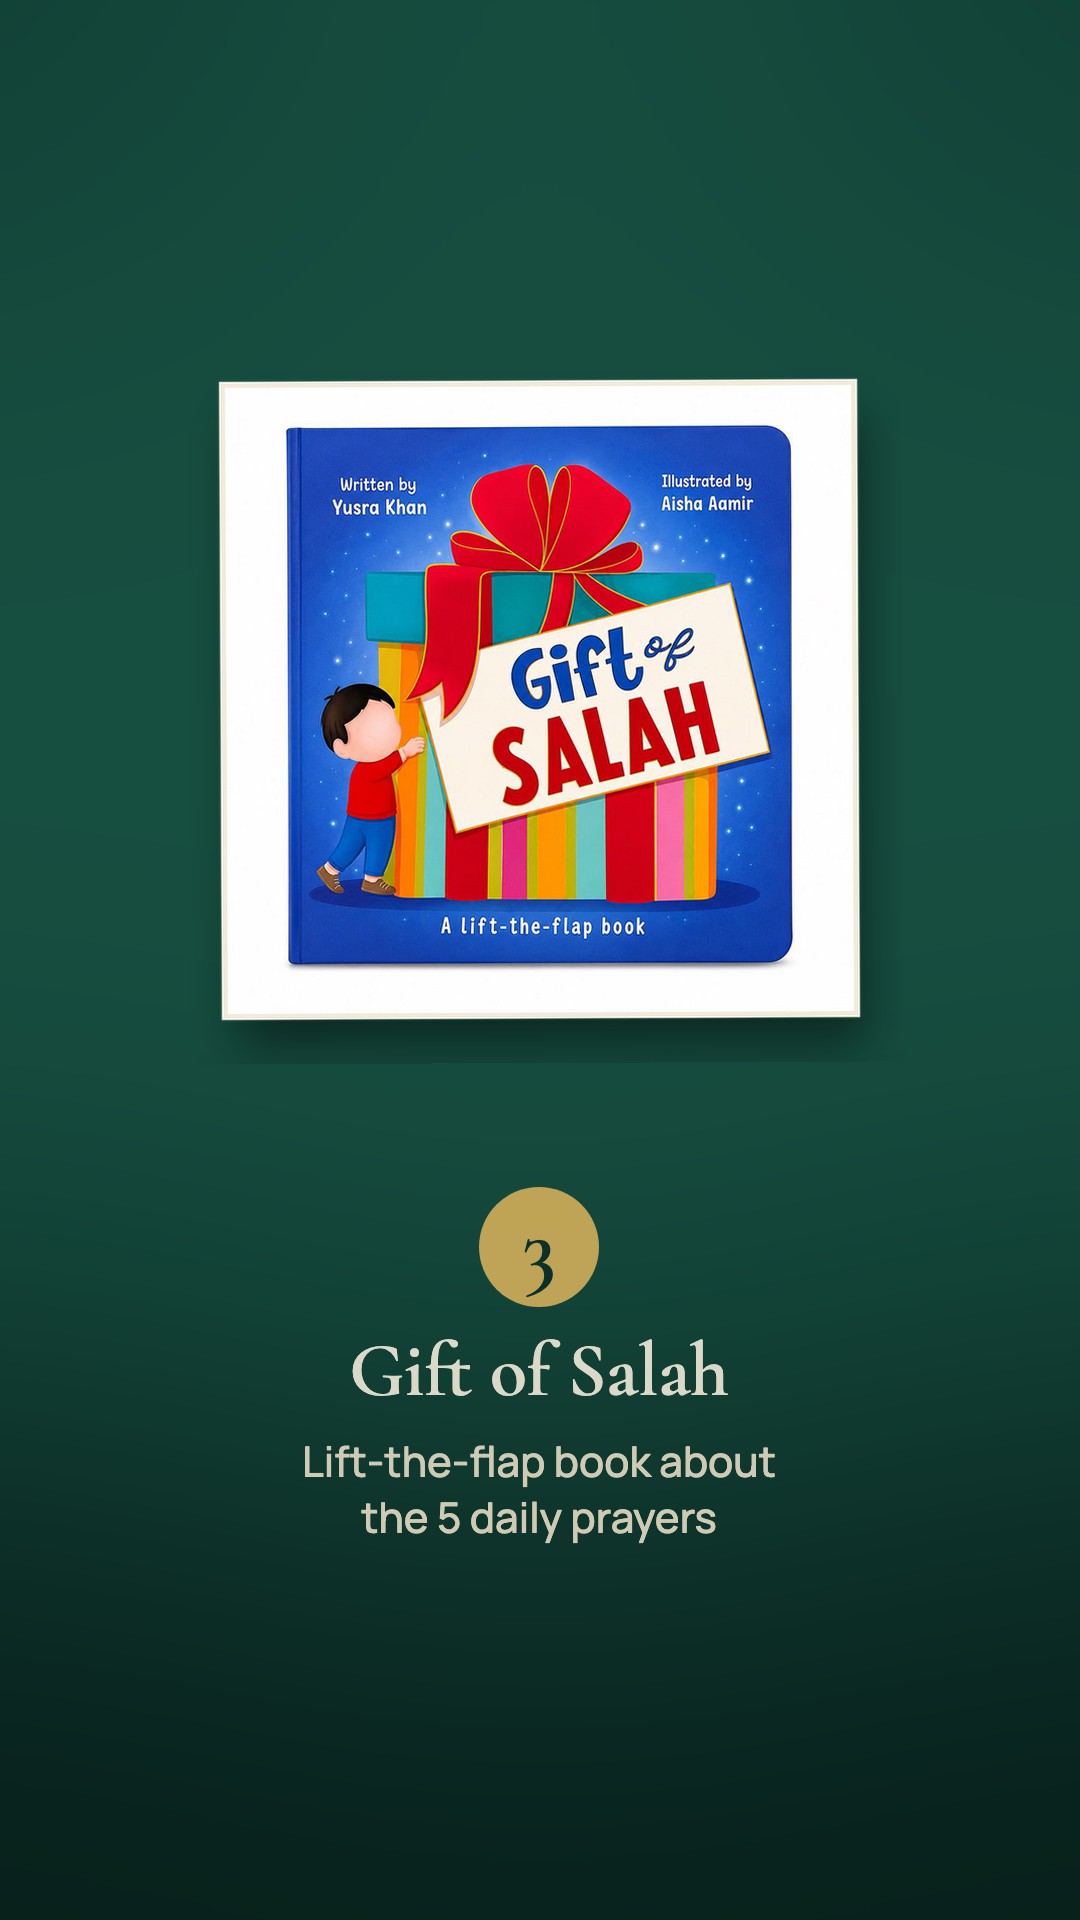 Written by
Yusra Khan
Illustrated by
Aisha Aamir
Gift of
SALAH
A lift-the-flap book
3
Gift of Salah
Lift-the-flap book about
the 5 daily prayers